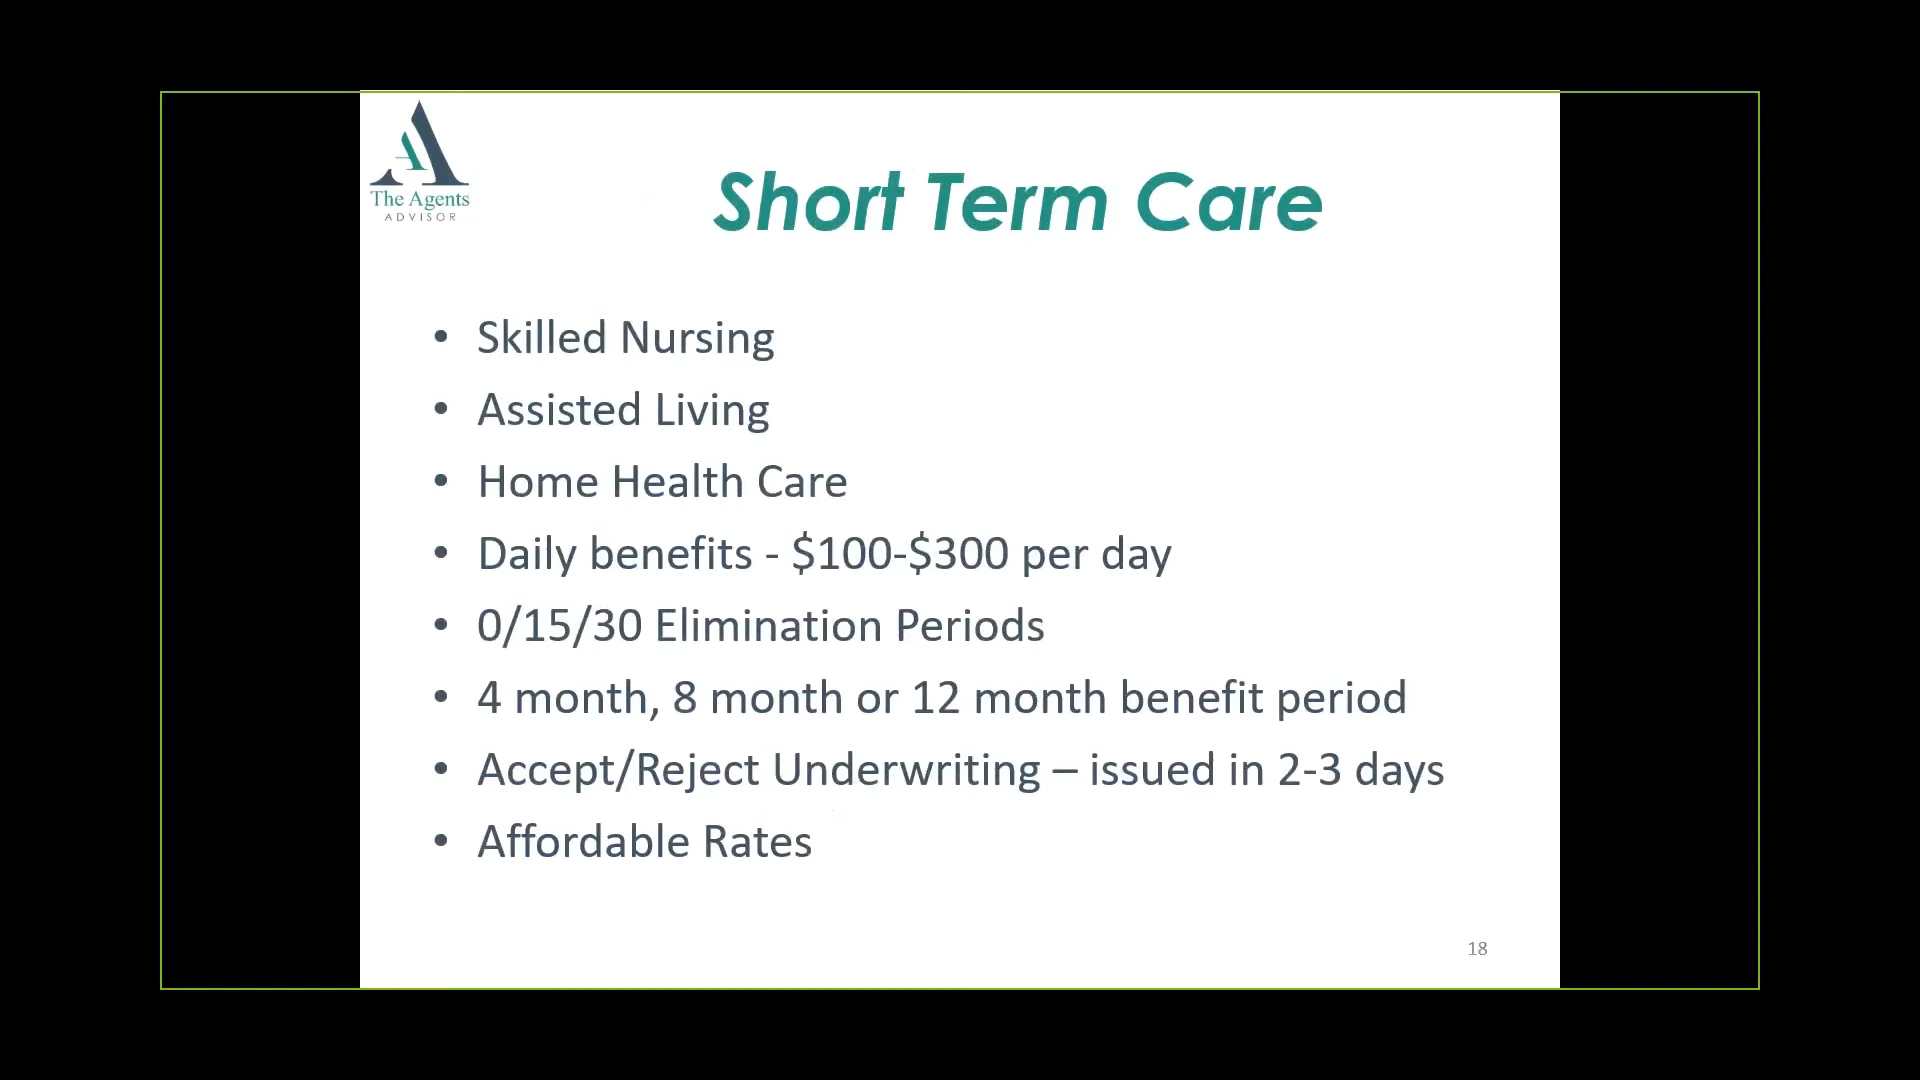 The Agents
ADVISOR
Short Term Care
• Skilled Nursing
• Assisted Living
• Home Health Care
• Daily benefits - $100-$300 per day
• 0/15/30 Elimination Periods
• 4 month, 8 month or 12 month benefit period
• Accept/Reject Underwriting – issued in 2-3 days
• Affordable Rates
18